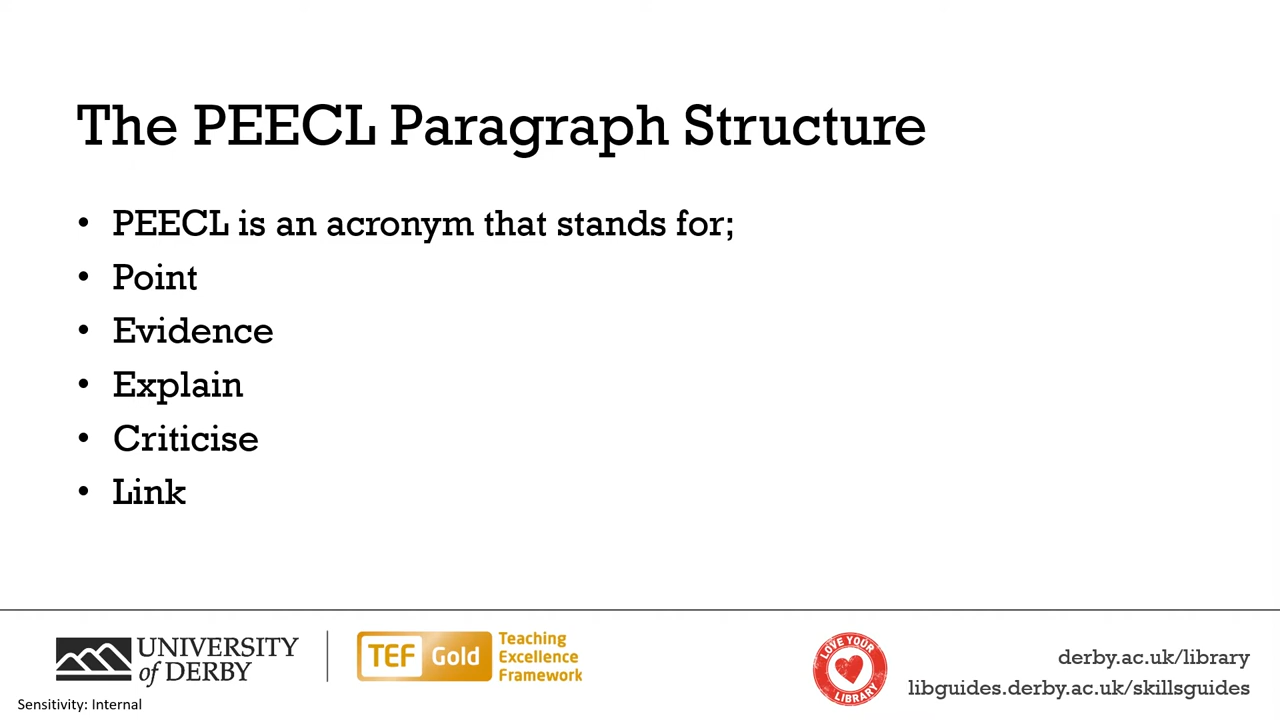 The PEECL Paragraph Structure
• PEECL is an acronym that stands for;
• Point
• Evidence
• Explain
• Criticise
• Link
UNIVERSITY
of DERBY
TEF Gold
Teaching
Excellence
Framework
LOVE YOUR
LIBRARY
derby.ac.uk/library
libguides.derby.ac.uk/skillsguides
Sensitivity: Internal